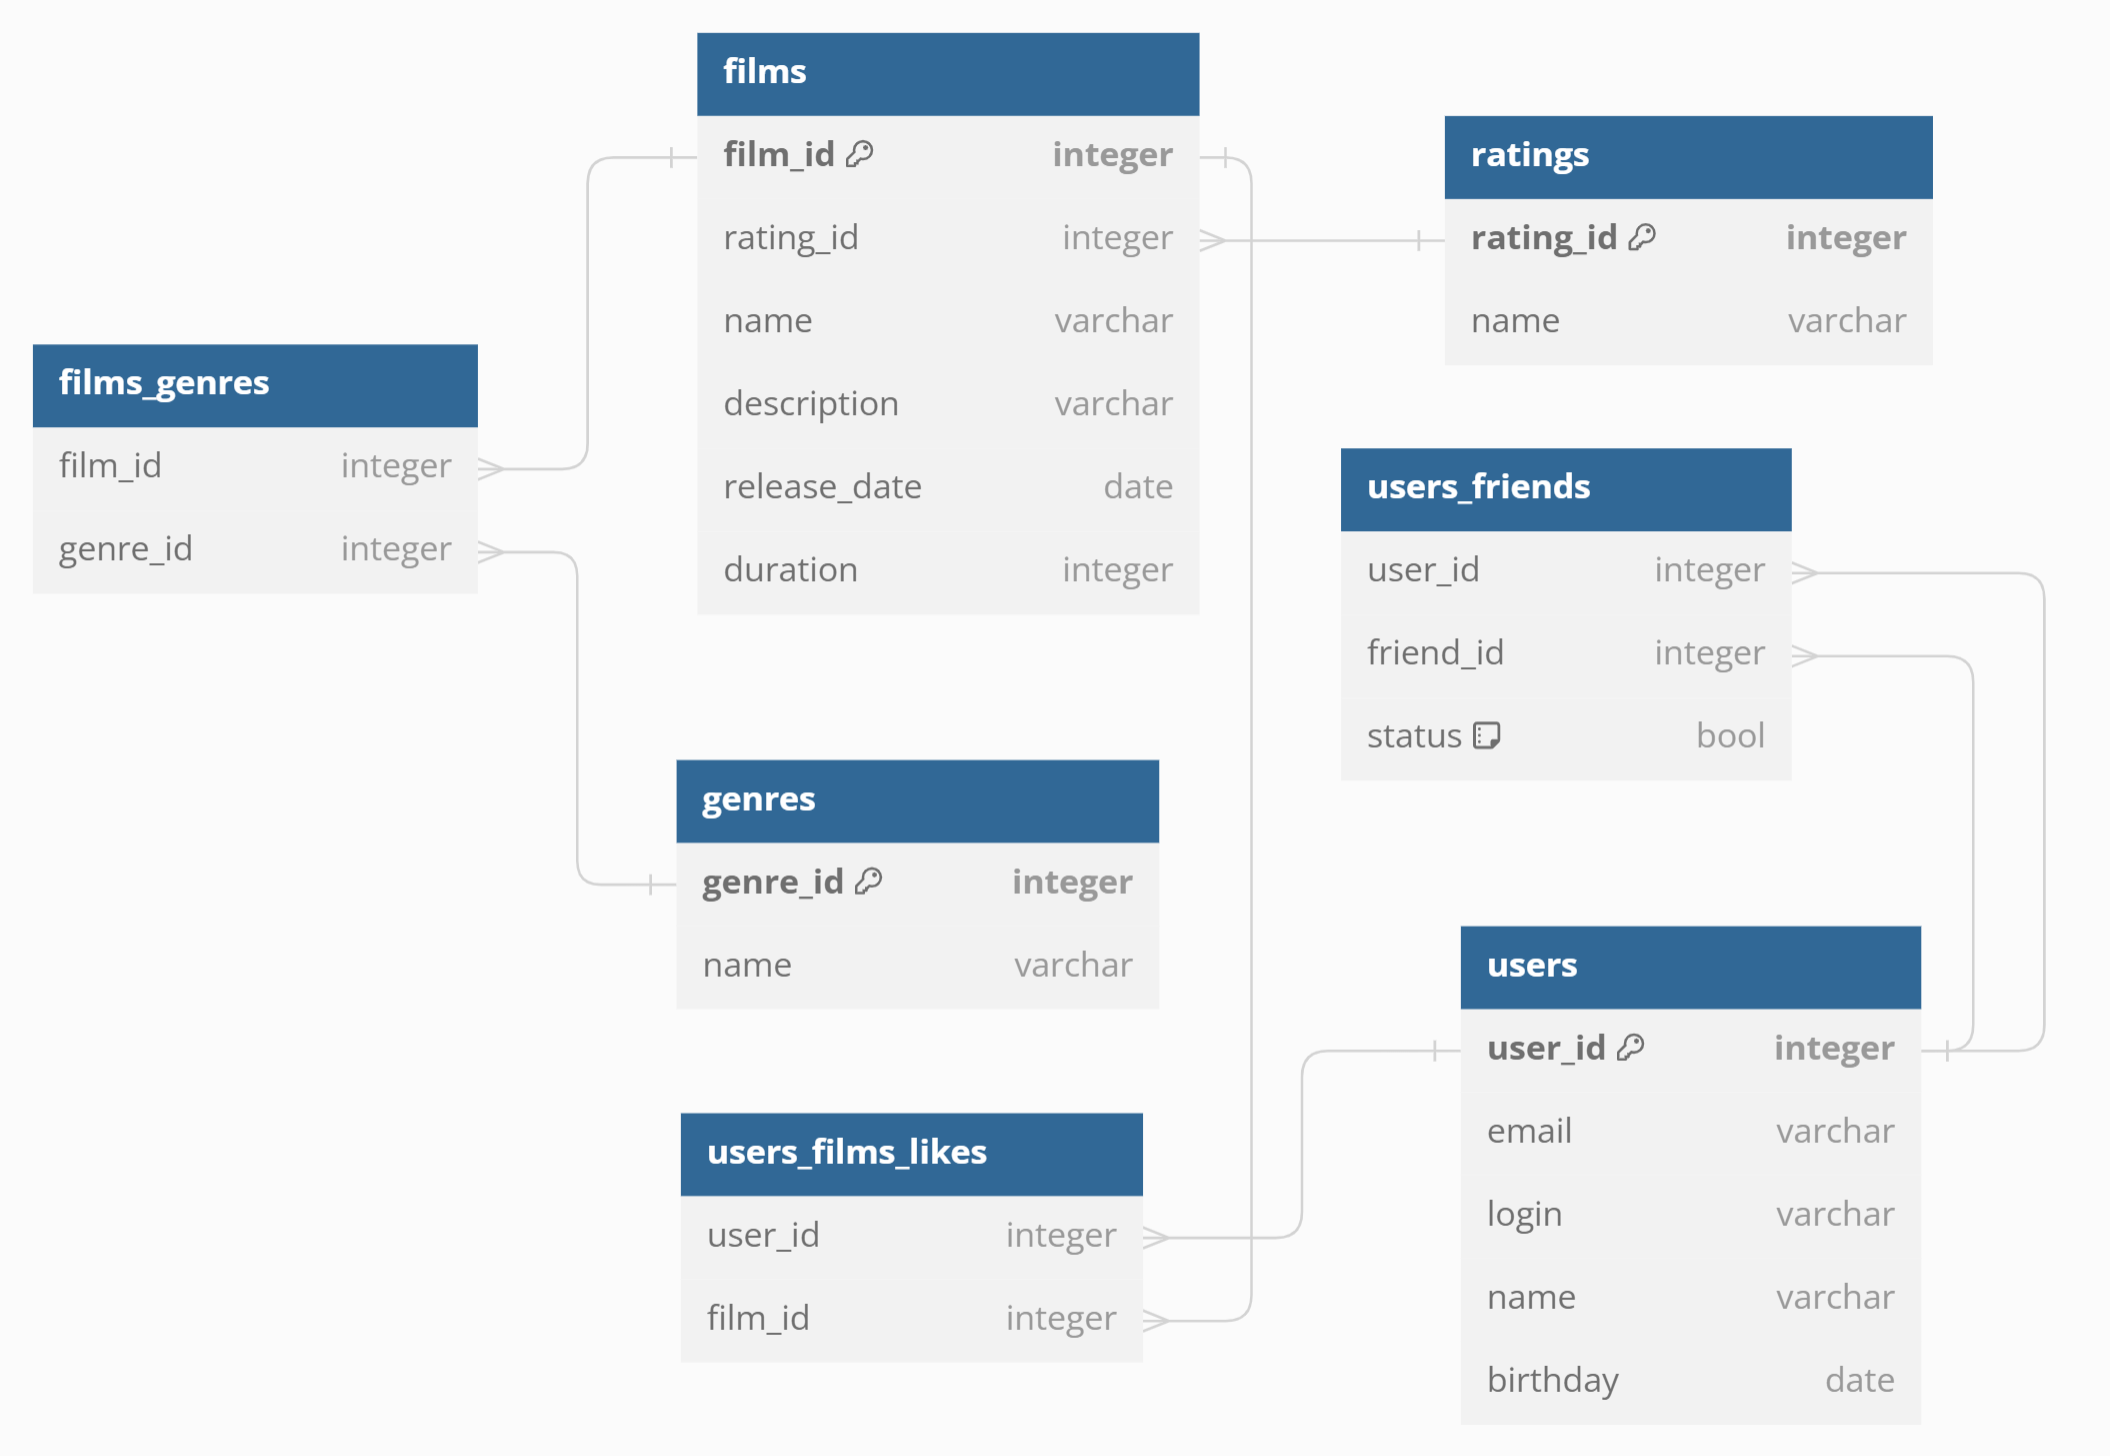 films
film_id integer
rating_id integer
name varchar
description varchar
release_date date
duration integer
ratings
rating_id integer
name varchar
films_genres
film_id integer
genre_id integer
users_friends
user_id integer
friend_id integer
status bool
genres
genre_id integer
name varchar
users
user_id integer
email varchar
login varchar
name varchar
birthday date
users_films_likes
user_id integer
film_id integer